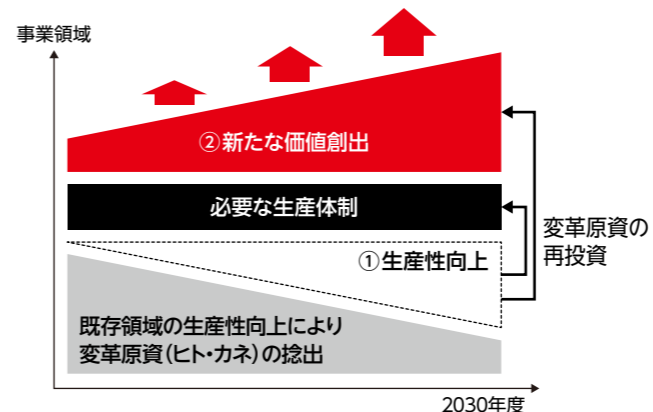 事業領域
②新たな価値創出
必要な生産体制
①生産性向上
変革原資の
再投資
既存領域の生産性向上により
変革原資(ヒト・カネ)の捻出
2030年度